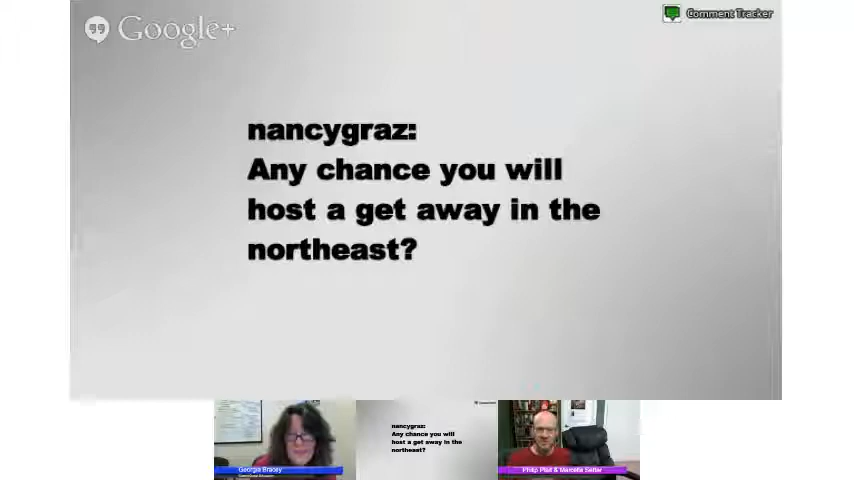 Google+
Comment Tracker
nancygraz:
Any chance you will
host a get away in the
northeast?
nancygraz:
Any chance you will
host a get away in the
northeast?
Georgia Bracey
Philip Plait & Marcella Setter